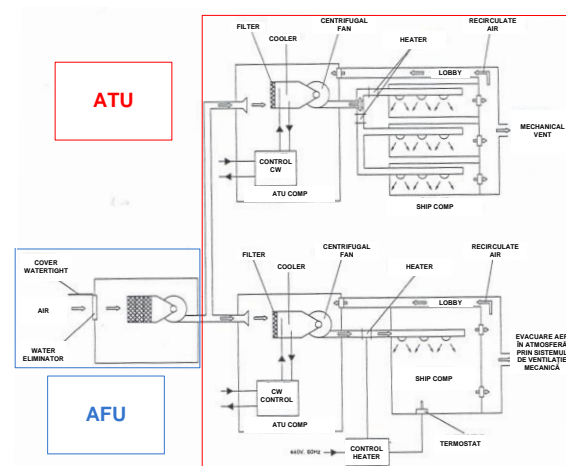 FILTER
COOLER
CENTRIFUGAL
FAN
HEATER
RECIRCULATE
AIR
LOBBY
ATU
MECHANICAL
VENT
CONTROL
CW
ATU COMP
SHIP COMP
FILTER
COOLER
CENTRIFUGAL
FAN
HEATER
RECIRCULATE
AIR
LOBBY
COVER
WATERTIGHT
AIR
WATER
ELIMINATOR
AFU
EVACUARE AER
ÎN ATMOSFERĂ
PRIN SISTEMUL
DE VENTILAȚIE
MECANICĂ
SHIP COMP
CW
CONTROL
ATU COMP
TERMOSTAT
440V, 60Hz
CONTROL
HEATER